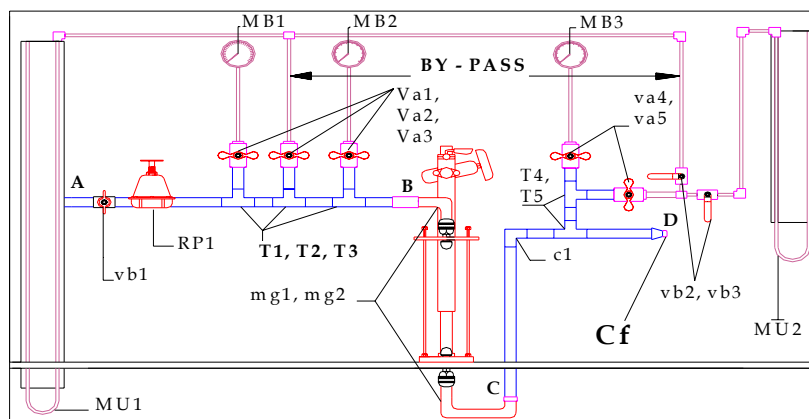 MB1
MB2
MB3
BY - PASS
Va1,
Va2,
Va3
va4,
va5
A
B
T4,
T5
D
RP1
T1, T2, T3
vb1
mg1, mg2
c1
vb2, vb3
Cf
MU2
C
MU1